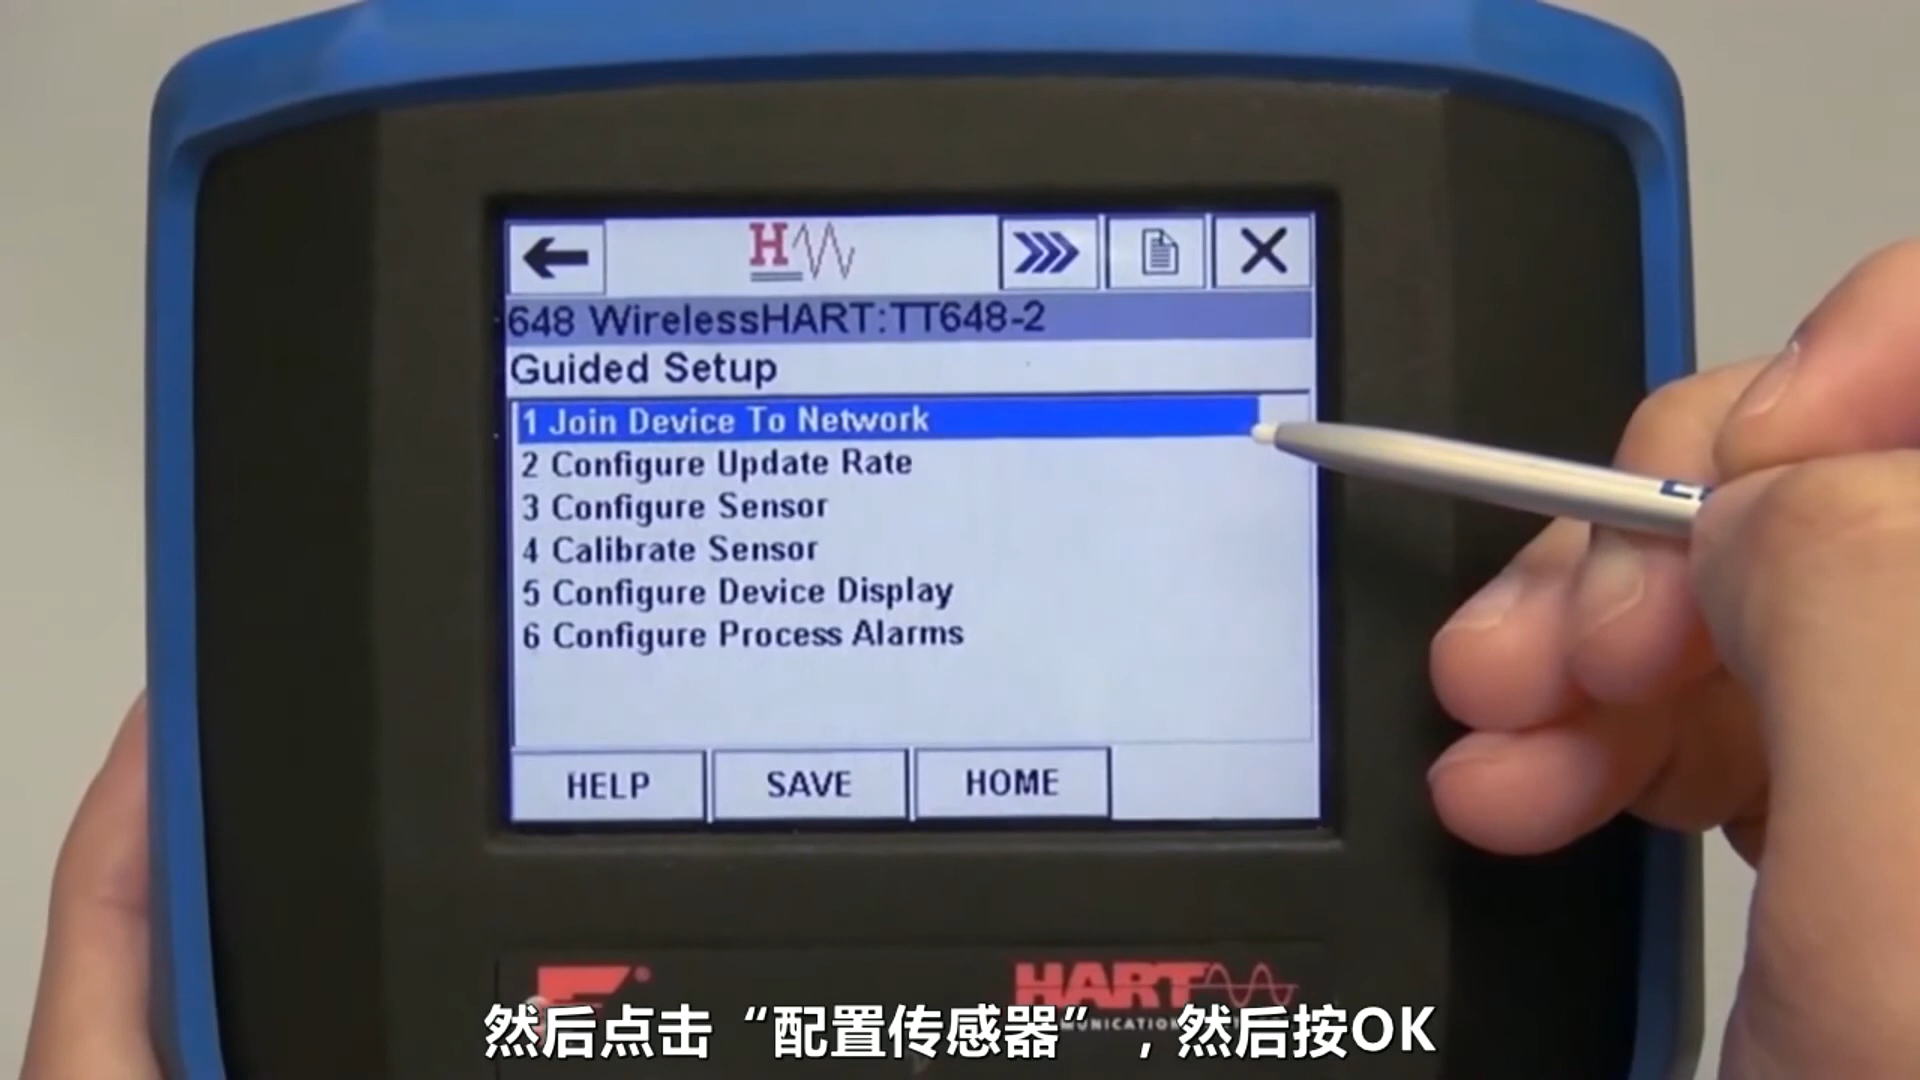 H
648 WirelessHART:TT648-2
Guided Setup
1 Join Device To Network
2 Configure Update Rate
3 Configure Sensor
4 Calibrate Sensor
5 Configure Device Display
6 Configure Process Alarms
HELP SAVE HOME
HART
然后点击“配置传感器”，然后按OK